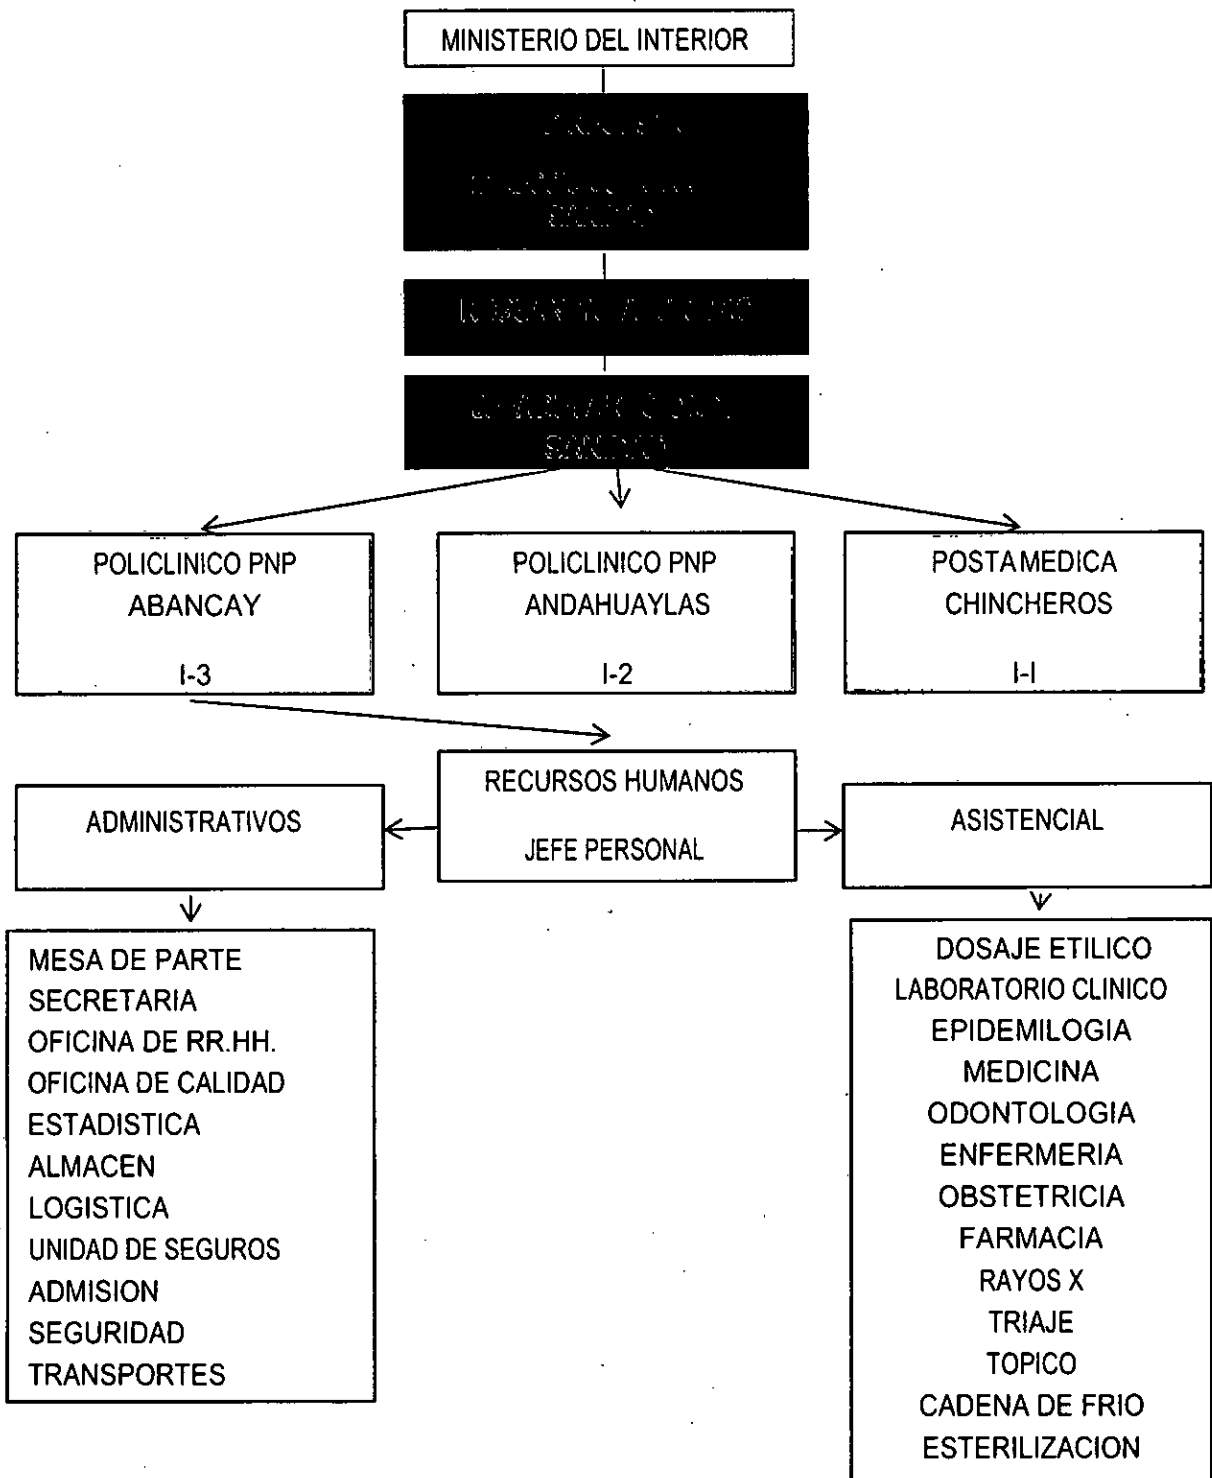 MINISTERIO DEL INTERIOR
POLICLINICO PNP
ABANCAY
I-3
POLICLINICO PNP
ANDAHUAYLAS
I-2
POSTA MEDICA
CHINCHEROS
I-I
RECURSOS HUMANOS
JEFE PERSONAL
ADMINISTRATIVOS
ASISTENCIAL
MESA DE PARTE
SECRETARIA
OFICINA DE RR.HH.
OFICINA DE CALIDAD
ESTADISTICA
ALMACEN
LOGISTICA
UNIDAD DE SEGUROS
ADMISION
SEGURIDAD
TRANSPORTES
DOSAJE ETILICO
LABORATORIO CLINICO
EPIDEMILOGIA
MEDICINA
ODONTOLOGIA
ENFERMERIA
OBSTETRICIA
FARMACIA
RAYOS X
TRIAJE
TOPICO
CADENA DE FRIO
ESTERILIZACION